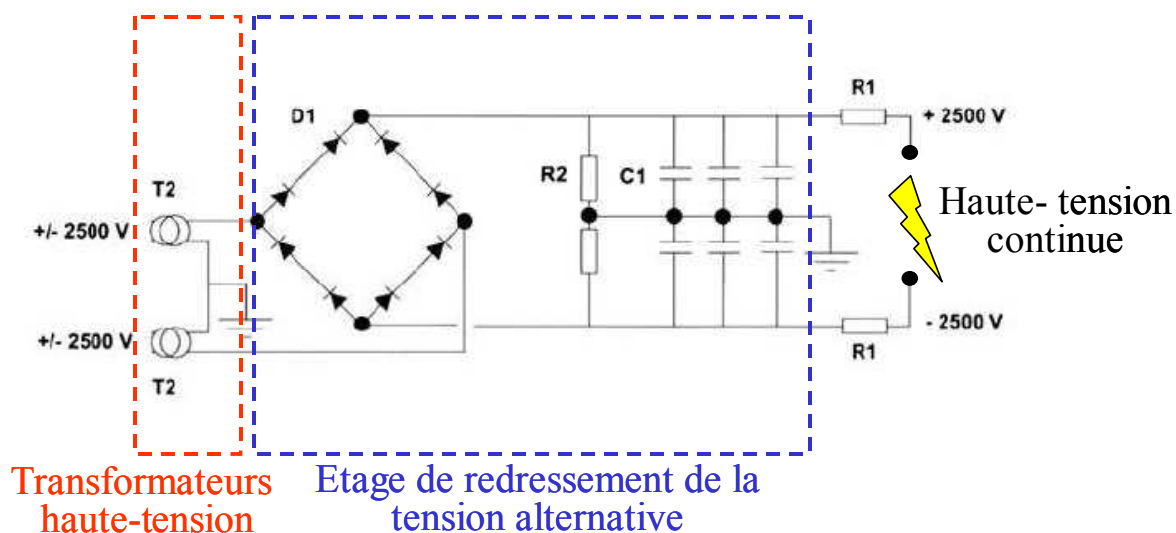 D1
R1
+ 2500 V
T2
R2
C1
+/- 2500 V
Haute- tension
continue
+/- 2500 V
- 2500 V
R1
T2
Transformateurs
haute-tension
Etage de redressement de la
tension alternative